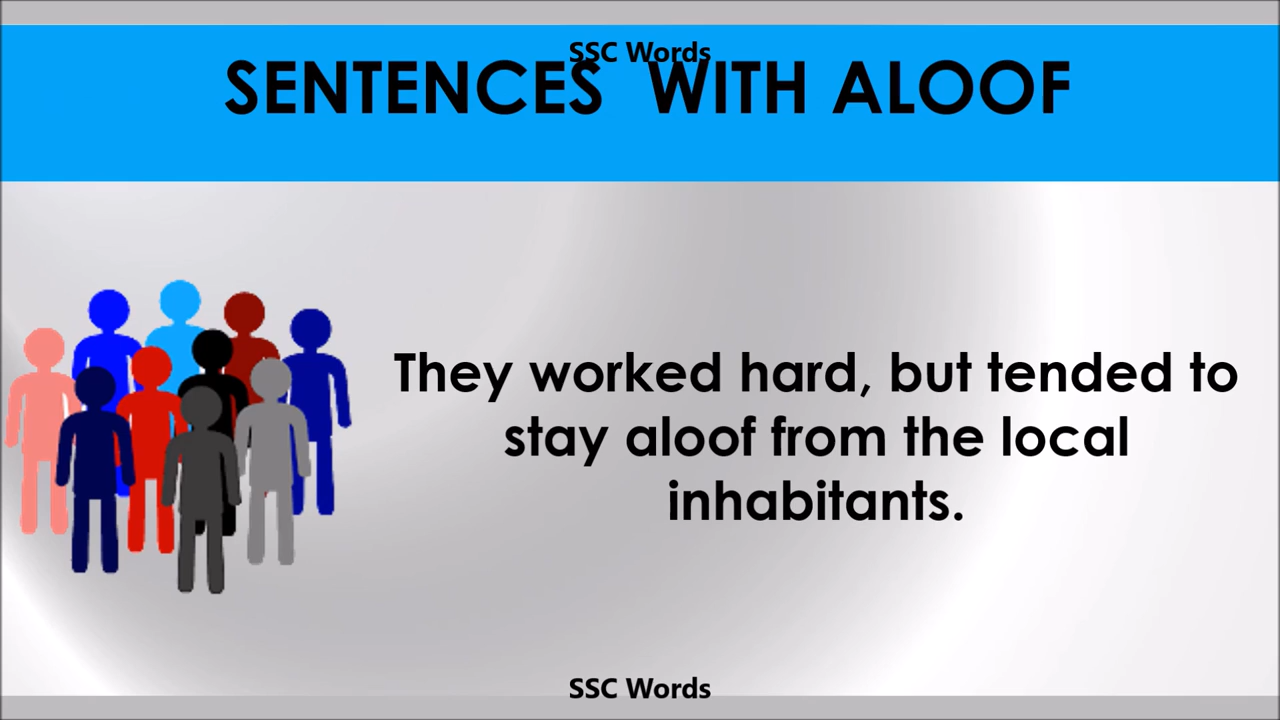 SSC Words
SENTENCES WITH ALOOF
They worked hard, but tended to
stay aloof from the local
inhabitants.
SSC Words